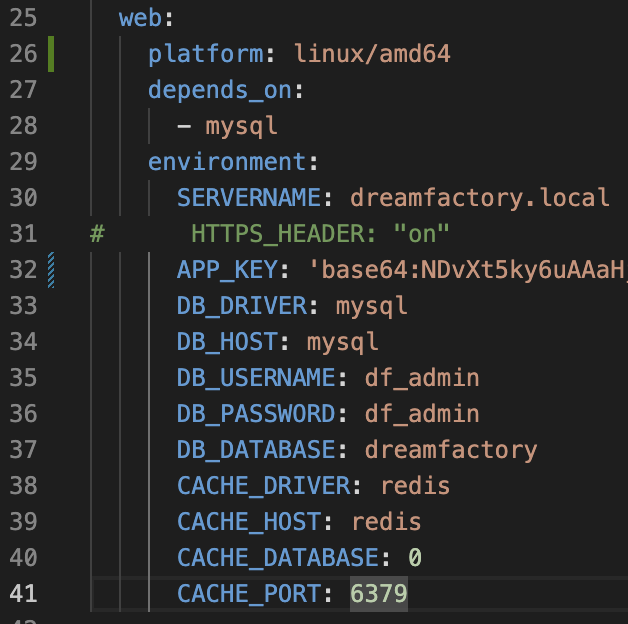 25 web:
26 platform: linux/amd64
27 depends_on:
28 - mysql
29 environment:
30 SERVERNAME: dreamfactory.local
31 # HTTPS_HEADER: "on"
32 APP_KEY: 'base64:NDvXt5ky6uAAaH
33 DB_DRIVER: mysql
34 DB_HOST: mysql
35 DB_USERNAME: df_admin
36 DB_PASSWORD: df_admin
37 DB_DATABASE: dreamfactory
38 CACHE_DRIVER: redis
39 CACHE_HOST: redis
40 CACHE_DATABASE: 0
41 CACHE_PORT: 6379